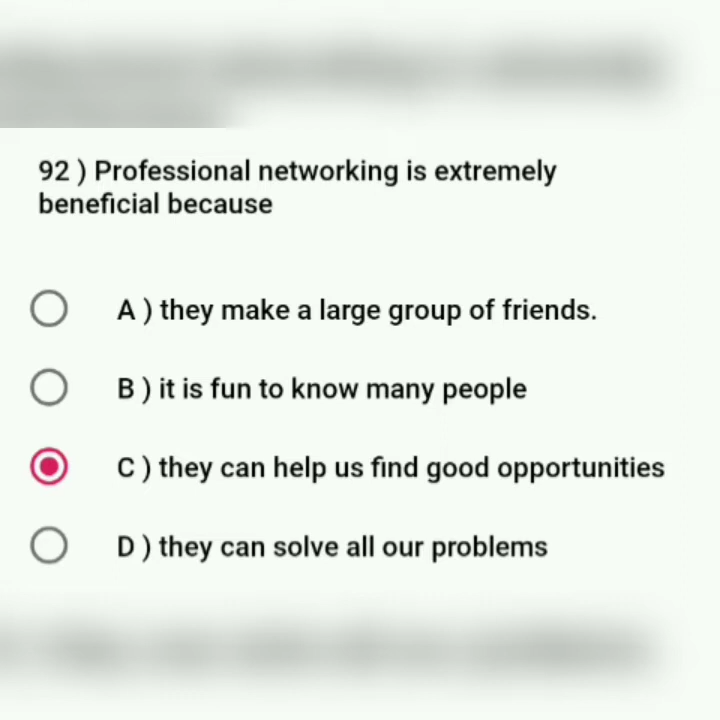 92 ) Professional networking is extremely
beneficial because
A ) they make a large group of friends.
B ) it is fun to know many people
C ) they can help us find good opportunities
D ) they can solve all our problems